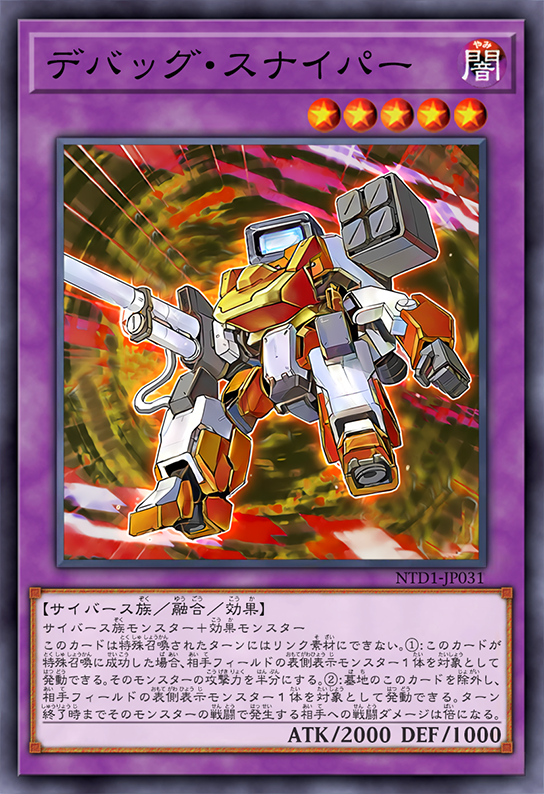 デバッグ・スナイパー
やみ
闇
NTD1-JP031
【サイバース族／融合／効果】
サイバース族モンスター＋効果モンスター
このカードは特殊召喚されたターンにはリンク素材にできない。①：このカードが
特殊召喚に成功した場合、相手フィールドの表側表示モンスター１体を対象として
発動できる。そのモンスターの攻撃力を半分にする。②：墓地のこのカードを除外し、
相手フィールドの表側表示モンスター１体を対象として発動できる。ターン
終了時までそのモンスターの戦闘で発生する相手への戦闘ダメージは倍になる。
ATK/2000 DEF/1000